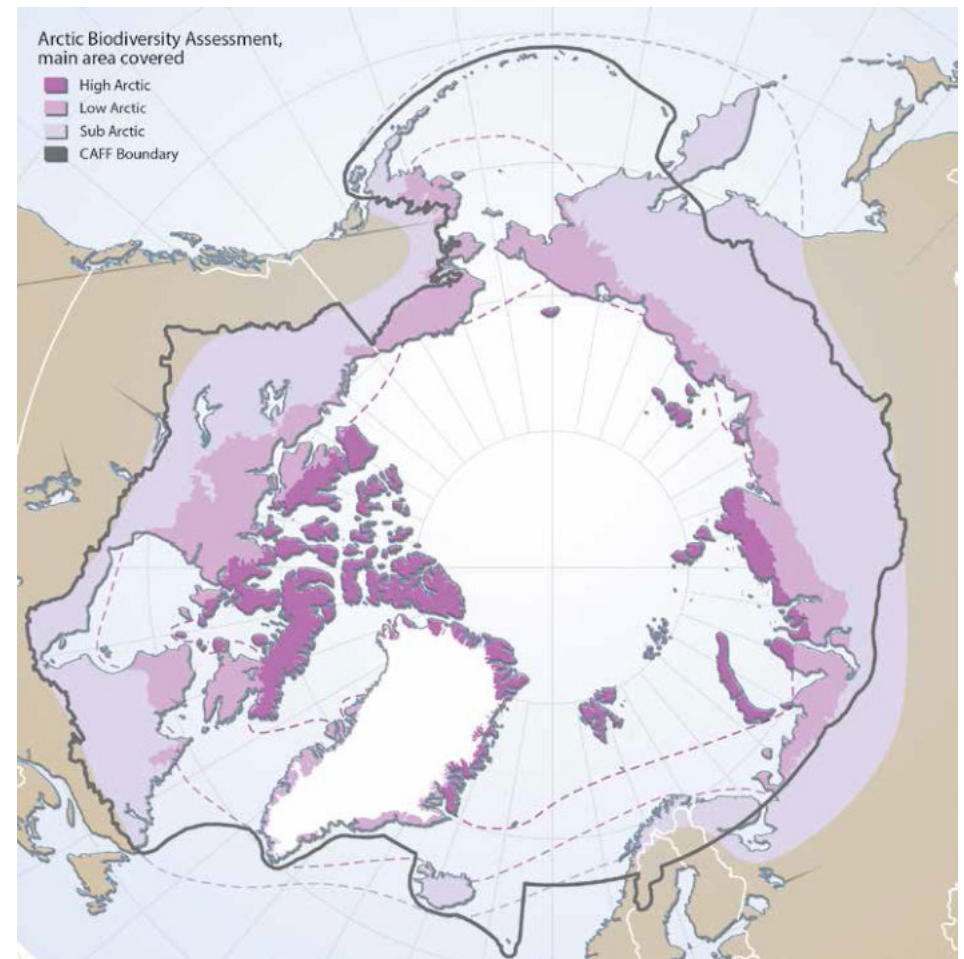 Arctic Biodiversity Assessment,
main area covered
High Arctic
Low Arctic
Sub Arctic
CAFF Boundary